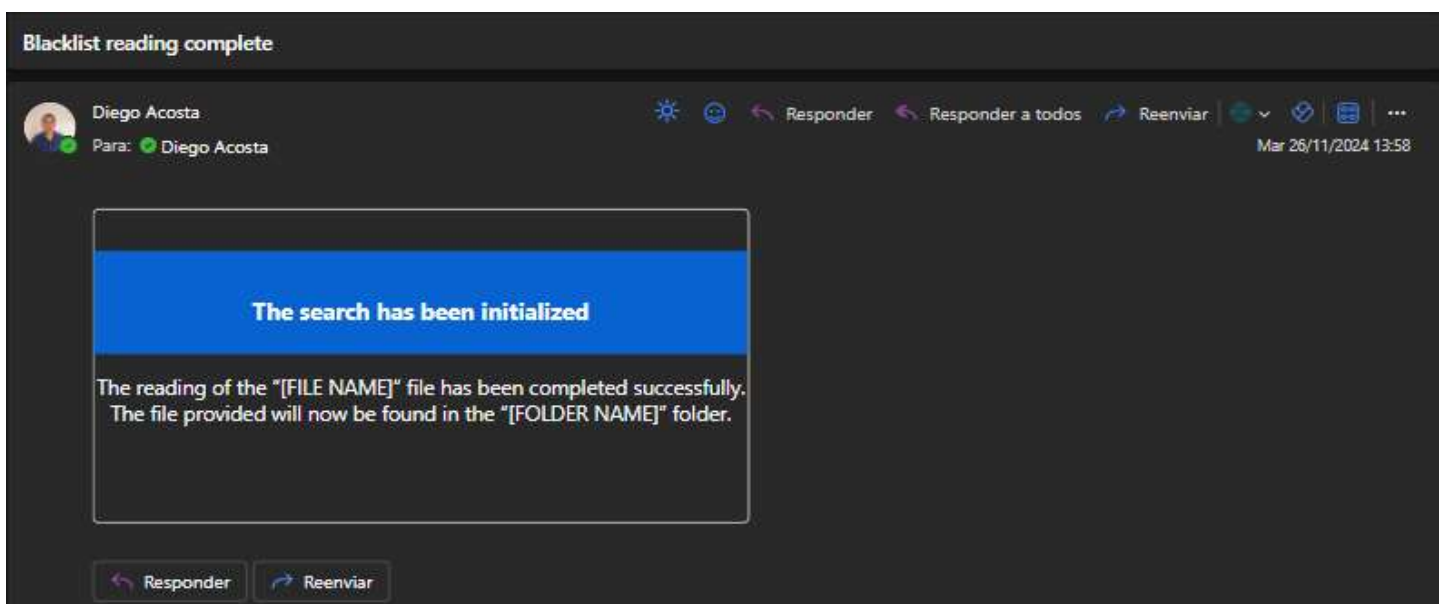 Blacklist reading complete
Diego Acosta
Responder Responder a todos Reenviar
Para: Diego Acosta
Mar 26/11/2024 13:58
The search has been initialized
The reading of the "[FILE NAME]" file has been completed successfully.
The file provided will now be found in the "[FOLDER NAME]" folder.
Responder Reenviar